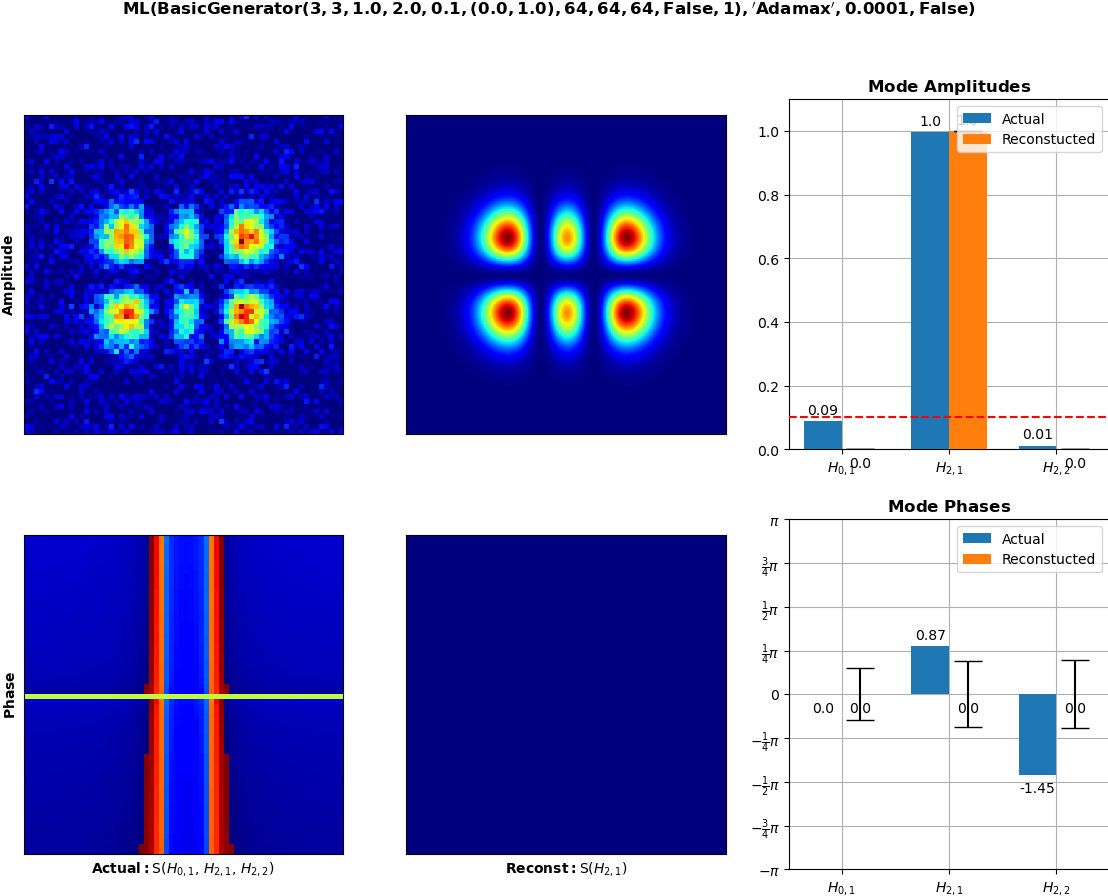 ML(BasicGenerator(3, 3, 1.0, 2.0, 0.1, (0.0, 1.0), 64, 64, 64, False, 1), ′Adamax′, 0.0001, False)
Amplitude
Mode Amplitudes
Actual
Reconstucted
1.0
0.8
0.6
0.4
0.2
0.0
0.09
0.0
1.0
0.01
0.0
H₀,₁
H₂,₁
H₂,₂
Phase
Actual: S(H₀,₁, H₂,₁, H₂,₂)
Reconst: S(H₂,₁)
Mode Phases
Actual
Reconstucted
π
3/4π
1/2π
1/4π
0
−1/4π
−1/2π
−3/4π
−π
0.0
0.0
0.87
0.0
-1.45
0.0
H₀,₁
H₂,₁
H₂,₂